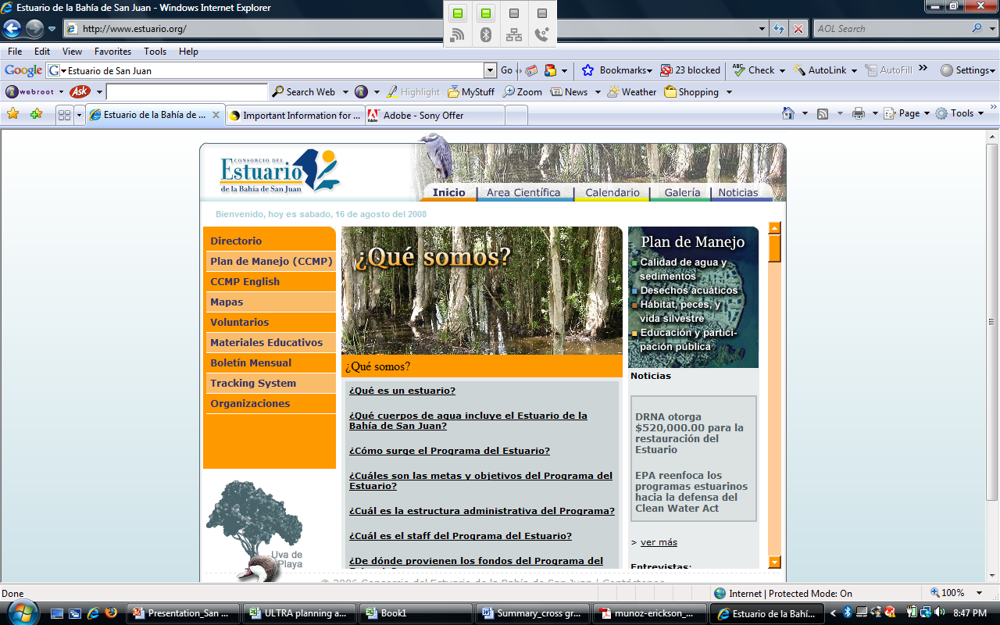 Estuario de la Bahía de San Juan - Windows Internet Explorer
http://www.estuario.org/
AOL Search
File Edit View Favorites Tools Help
Google G Estuario de San Juan Go Bookmarks 23 blocked ABC Check AutoLink AutoFill Settings
webroot Ask Search Web Highlight MyStuff Zoom News Weather Shopping
Estuario de la Bahía de ... Important Information for ... Adobe - Sony Offer Page Tools
CONSORCIO DEL
Estuario
de la Bahía de San Juan
Inicio Area Científica Calendario Galería Noticias
Bienvenido, hoy es sabado, 16 de agosto del 2008
Directorio
Plan de Manejo (CCMP)
CCMP English
Mapas
Voluntarios
Materiales Educativos
Boletín Mensual
Tracking System
Organizaciones
Uva de
Playa
¿Qué somos?
¿Qué somos?
¿Qué es un estuario?
¿Qué cuerpos de agua incluye el Estuario de la
Bahía de San Juan?
¿Cómo surge el Programa del Estuario?
¿Cuáles son las metas y objetivos del Programa del
Estuario?
¿Cuál es la estructura administrativa del Programa?
¿Cuál es el staff del Programa del Estuario?
¿De dónde provienen los fondos del Programa del
Plan de Manejo
Calidad de agua y
sedimentos
Desechos acuáticos
Hábitat, peces, y
vida silvestre
Educación y partici-
pación pública
Noticias
DRNA otorga
$520,000.00 para la
restauración del
Estuario
EPA reenfoca los
programas estuarinos
hacia la defensa del
Clean Water Act
> ver más
Entrevistas:
© 2006 Consorcio del Estuario de la Bahía de San Juan | Contáctenos
Done Internet | Protected Mode: On 100%
Presentation_San ... ULTRA planning a... Book1 Summary_cross gr... munoz-erickson_... Estuario de la Bahí... 8:47 PM